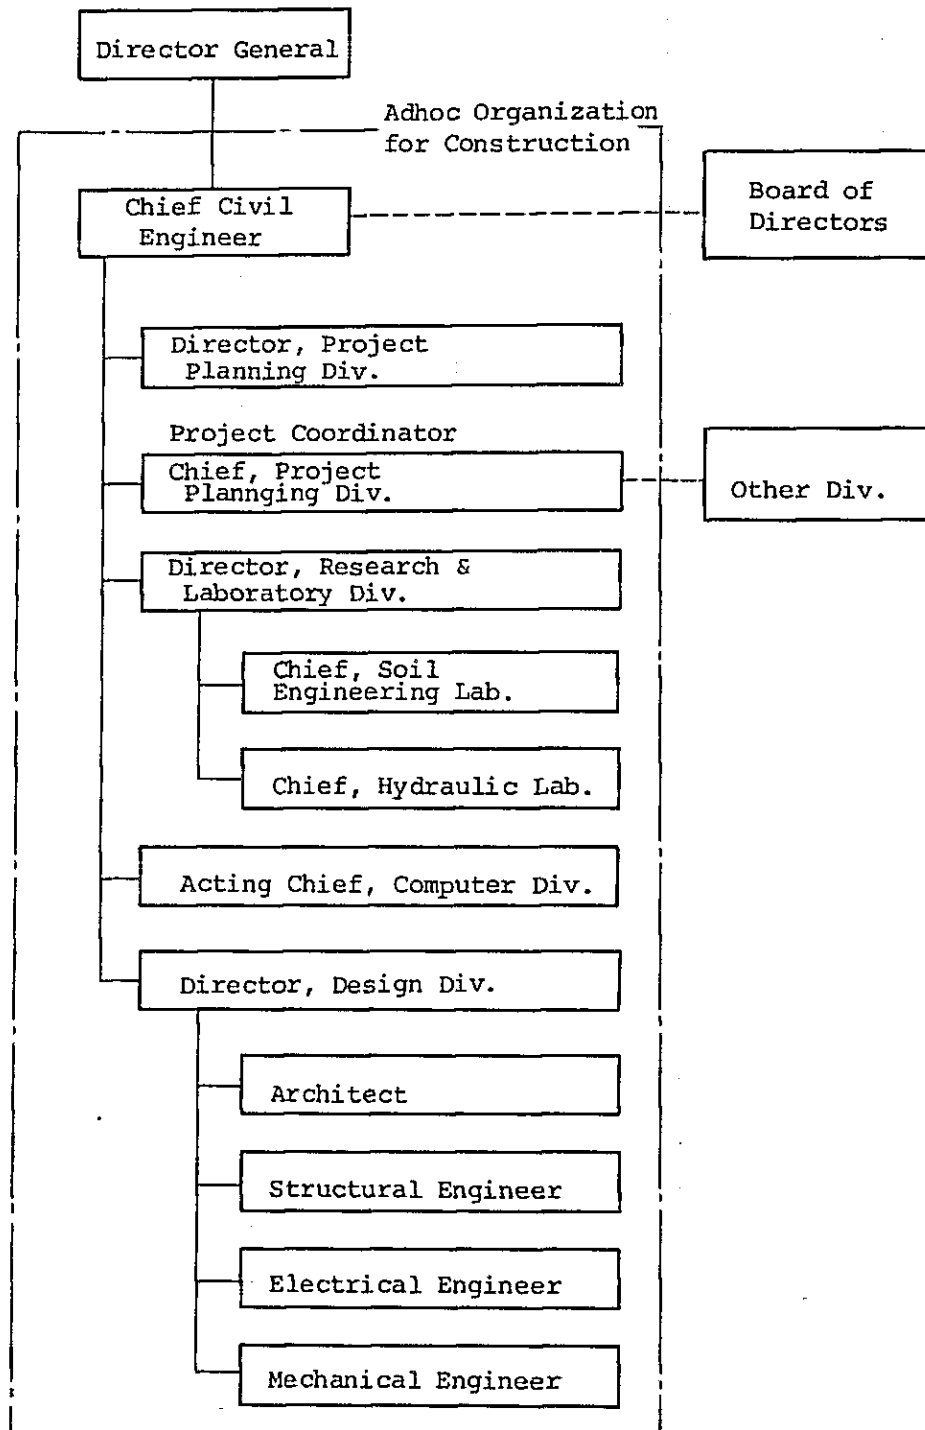 Director General
Adhoc Organization
for Construction
Chief Civil
Engineer
Board of
Directors
Director, Project
Planning Div.
Project Coordinator
Chief, Project
Plannging Div.
Other Div.
Director, Research &
Laboratory Div.
Chief, Soil
Engineering Lab.
Chief, Hydraulic Lab.
Acting Chief, Computer Div.
Director, Design Div.
Architect
Structural Engineer
Electrical Engineer
Mechanical Engineer